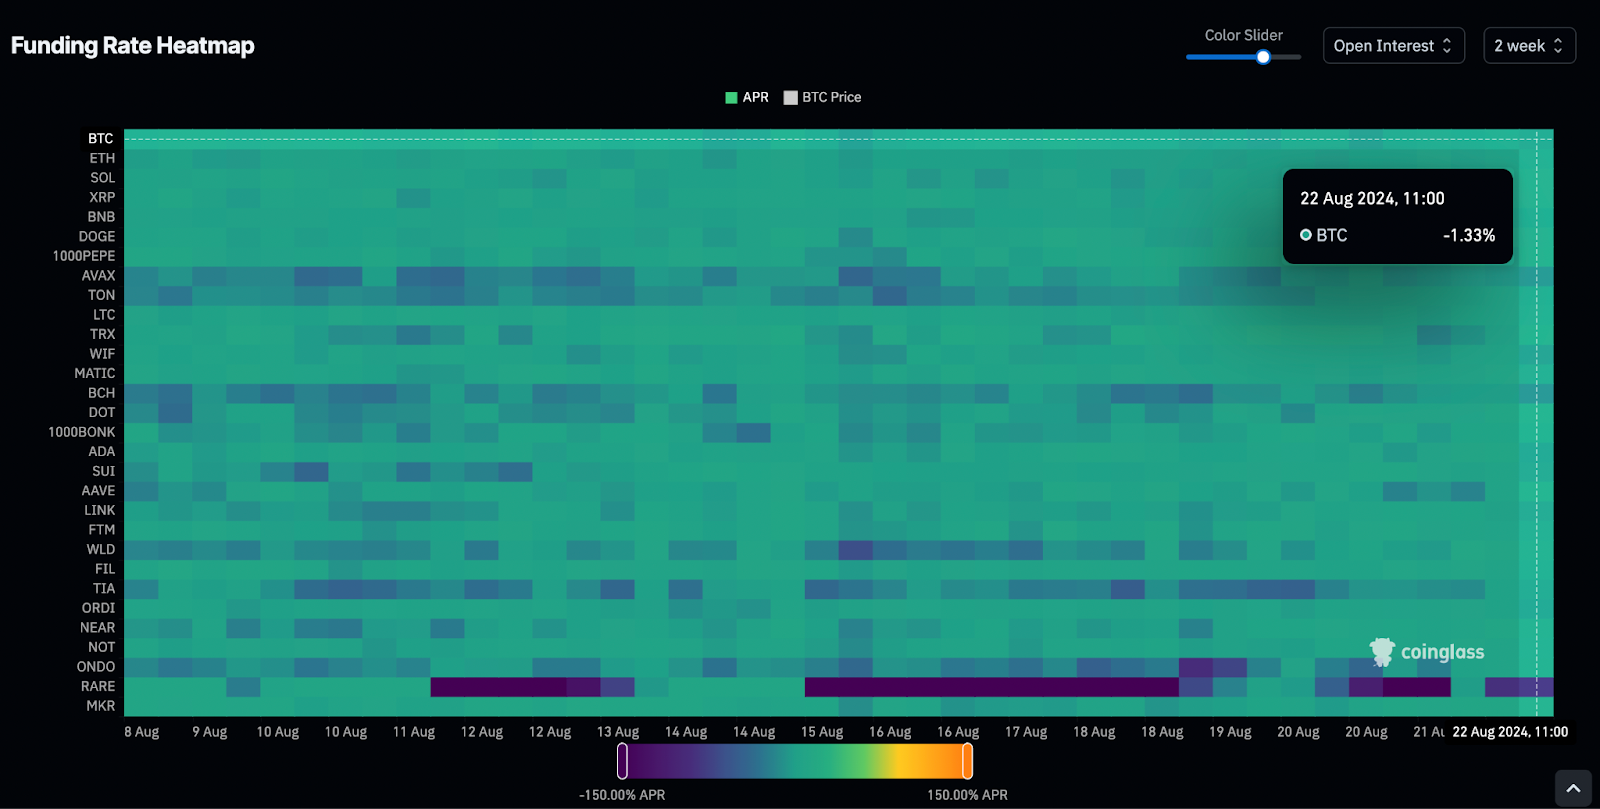 Funding Rate Heatmap
Color Slider
Open Interest
2 week
APR
BTC Price
BTC
ETH
SOL
XRP
BNB
DOGE
1000PEPE
AVAX
TON
LTC
TRX
WIF
MATIC
BCH
DOT
1000BONK
ADA
SUI
AAVE
LINK
FTM
WLD
FIL
TIA
ORDI
NEAR
NOT
ONDO
RARE
MKR
22 Aug 2024, 11:00
BTC -1.33%
coinglass
8 Aug 9 Aug 10 Aug 10 Aug 11 Aug 12 Aug 12 Aug 13 Aug 14 Aug 14 Aug 15 Aug 16 Aug 16 Aug 17 Aug 18 Aug 18 Aug 19 Aug 20 Aug 20 Aug 21 22 Aug 2024, 11:00
-150.00% APR 150.00% APR